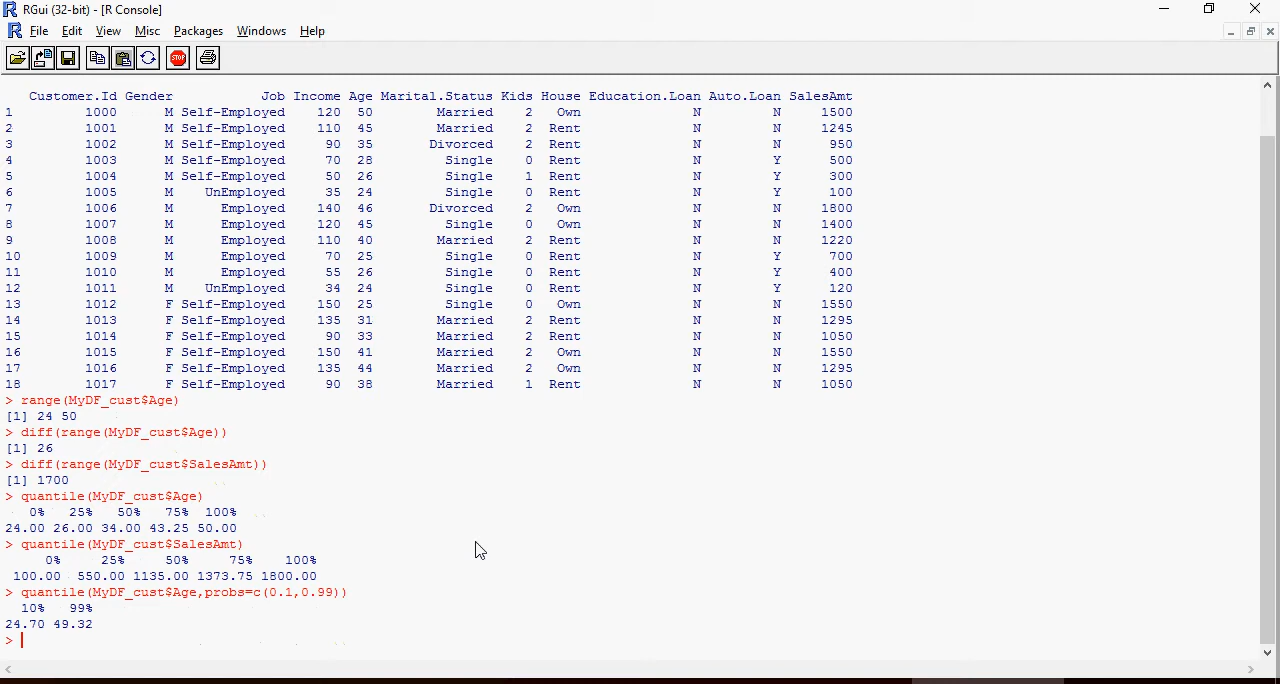 RGui (32-bit) - [R Console]
File Edit View Misc Packages Windows Help
STOP
Customer.Id Gender Job Income Age Marital.Status Kids House Education.Loan Auto.Loan SalesAmt
1 1000 M Self-Employed 120 50 Married 2 Own N N 1500
2 1001 M Self-Employed 110 45 Married 2 Rent N N 1245
3 1002 M Self-Employed 90 35 Divorced 2 Rent N N 950
4 1003 M Self-Employed 70 28 Single 0 Rent N Y 500
5 1004 M Self-Employed 50 26 Single 1 Rent N Y 300
6 1005 M UnEmployed 35 24 Single 0 Rent N Y 100
7 1006 M Employed 140 46 Divorced 2 Own N N 1800
8 1007 M Employed 120 45 Single 0 Own N N 1400
9 1008 M Employed 110 40 Married 2 Rent N N 1220
10 1009 M Employed 70 25 Single 0 Rent N Y 700
11 1010 M Employed 55 26 Single 0 Rent N Y 400
12 1011 M UnEmployed 34 24 Single 0 Rent N Y 120
13 1012 F Self-Employed 150 25 Single 0 Own N N 1550
14 1013 F Self-Employed 135 31 Married 2 Rent N N 1295
15 1014 F Self-Employed 90 33 Married 2 Rent N N 1050
16 1015 F Self-Employed 150 41 Married 2 Own N N 1550
17 1016 F Self-Employed 135 44 Married 2 Own N N 1295
18 1017 F Self-Employed 90 38 Married 1 Rent N N 1050
> range(MyDF_cust$Age)
[1] 24 50
> diff(range(MyDF_cust$Age))
[1] 26
> diff(range(MyDF_cust$SalesAmt))
[1] 1700
> quantile(MyDF_cust$Age)
0% 25% 50% 75% 100%
24.00 26.00 34.00 43.25 50.00
> quantile(MyDF_cust$SalesAmt)
0% 25% 50% 75% 100%
100.00 550.00 1135.00 1373.75 1800.00
> quantile(MyDF_cust$Age,probs=c(0.1,0.99))
10% 99%
24.70 49.32
>